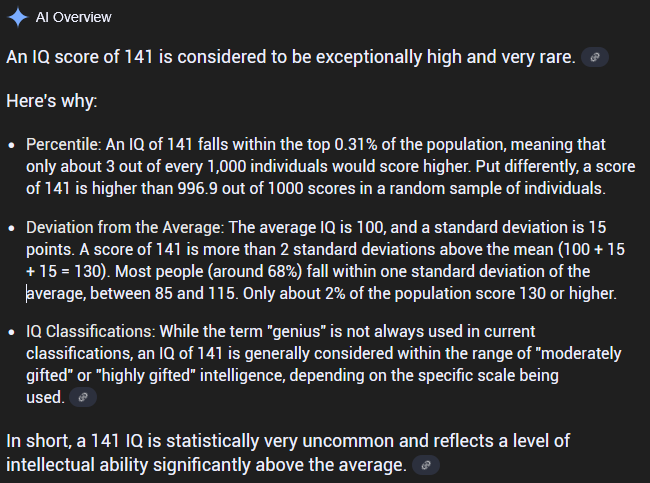 AI Overview
An IQ score of 141 is considered to be exceptionally high and very rare.
Here's why:
• Percentile: An IQ of 141 falls within the top 0.31% of the population, meaning that
only about 3 out of every 1,000 individuals would score higher. Put differently, a score
of 141 is higher than 996.9 out of 1000 scores in a random sample of individuals.
• Deviation from the Average: The average IQ is 100, and a standard deviation is 15
points. A score of 141 is more than 2 standard deviations above the mean (100 + 15
+ 15 = 130). Most people (around 68%) fall within one standard deviation of the
average, between 85 and 115. Only about 2% of the population score 130 or higher.
• IQ Classifications: While the term "genius" is not always used in current
classifications, an IQ of 141 is generally considered within the range of "moderately
gifted" or "highly gifted" intelligence, depending on the specific scale being
used.
In short, a 141 IQ is statistically very uncommon and reflects a level of
intellectual ability significantly above the average.